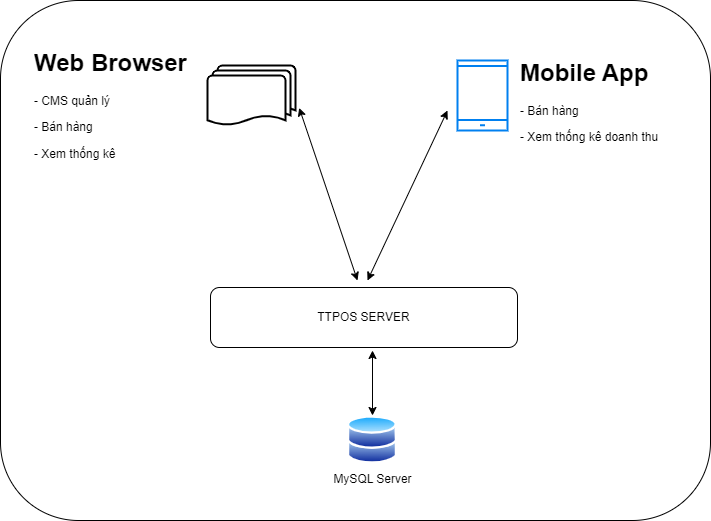 Web Browser
- CMS quản lý
- Bán hàng
- Xem thống kê
Mobile App
- Bán hàng
- Xem thống kê doanh thu
TTPOS SERVER
MySQL Server